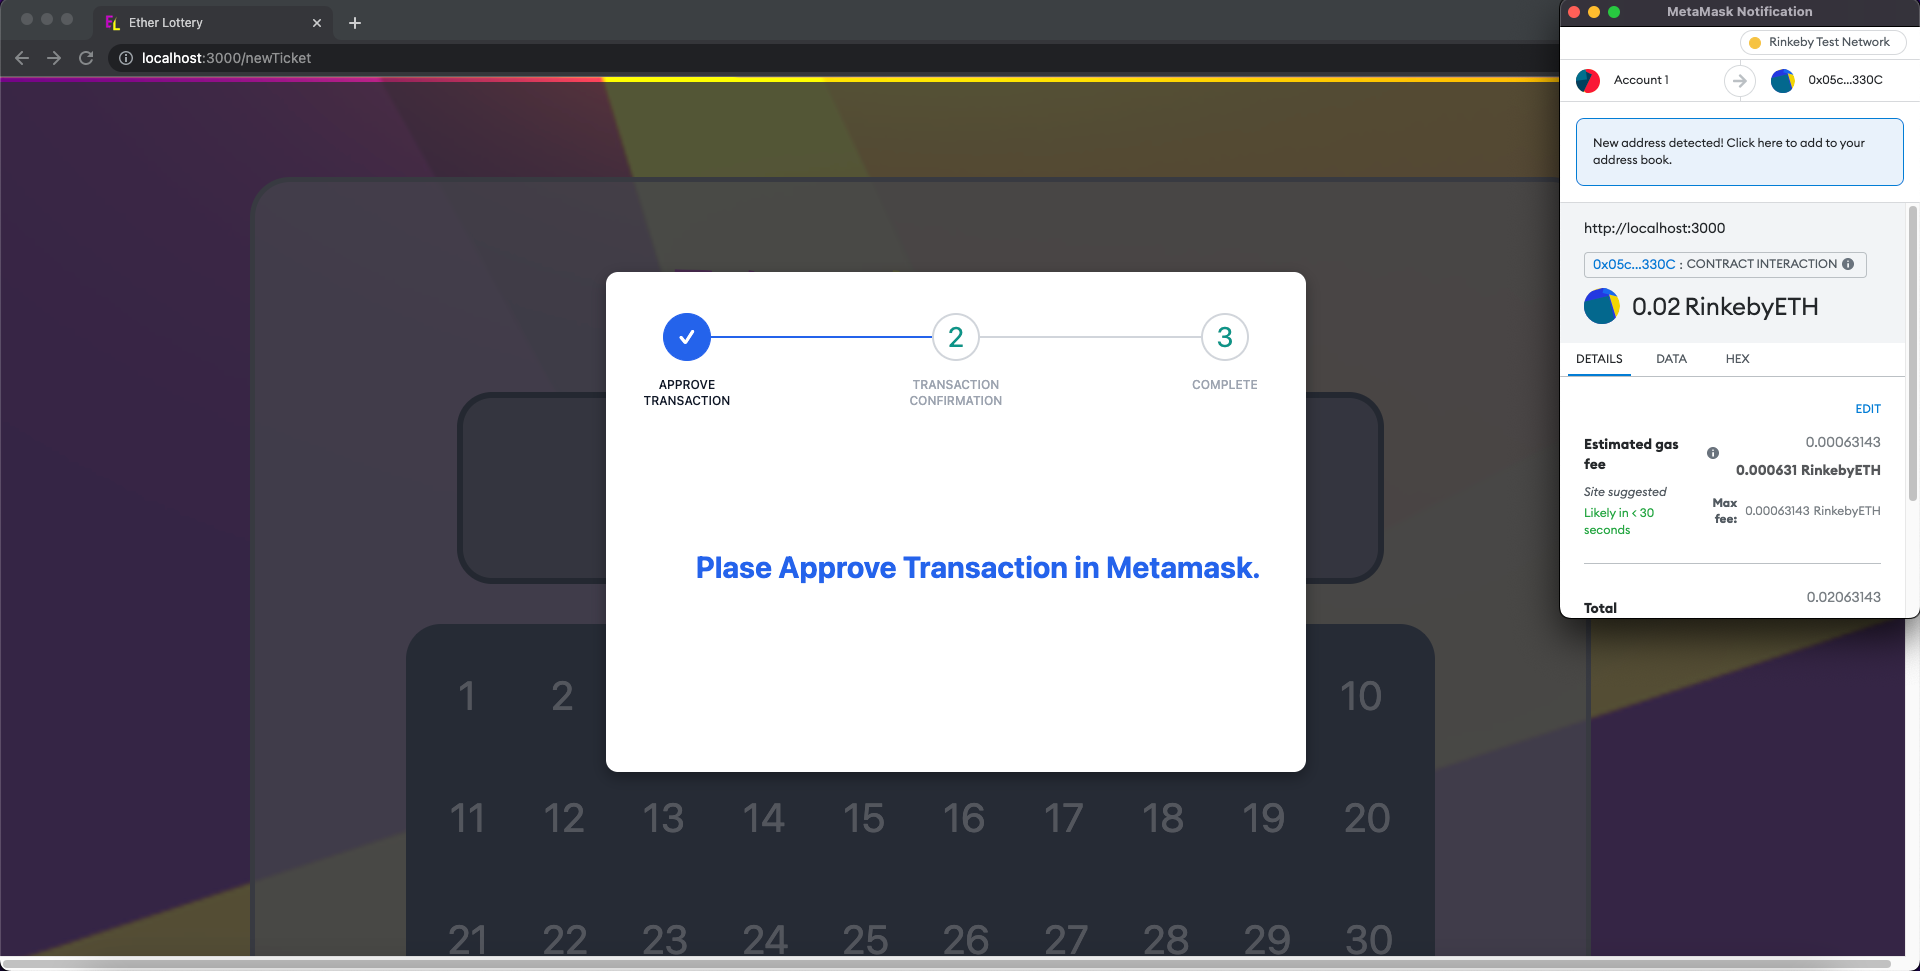 EL Ether Lottery
localhost:3000/newTicket
MetaMask Notification
Rinkeby Test Network
Account 1
0x05c...330C
New address detected! Click here to add to your
address book.
http://localhost:3000
0x05c...330C : CONTRACT INTERACTION
0.02 RinkebyETH
DETAILS DATA HEX
EDIT
Estimated gas
fee
0.00063143
0.000631 RinkebyETH
Site suggested
Likely in < 30
seconds
Max
fee:
0.00063143 RinkebyETH
Total
0.02063143
2
3
APPROVE
TRANSACTION
TRANSACTION
CONFIRMATION
COMPLETE
Plase Approve Transaction in Metamask.
1 2 10
11 12 13 14 15 16 17 18 19 20
21 22 23 24 25 26 27 28 29 30